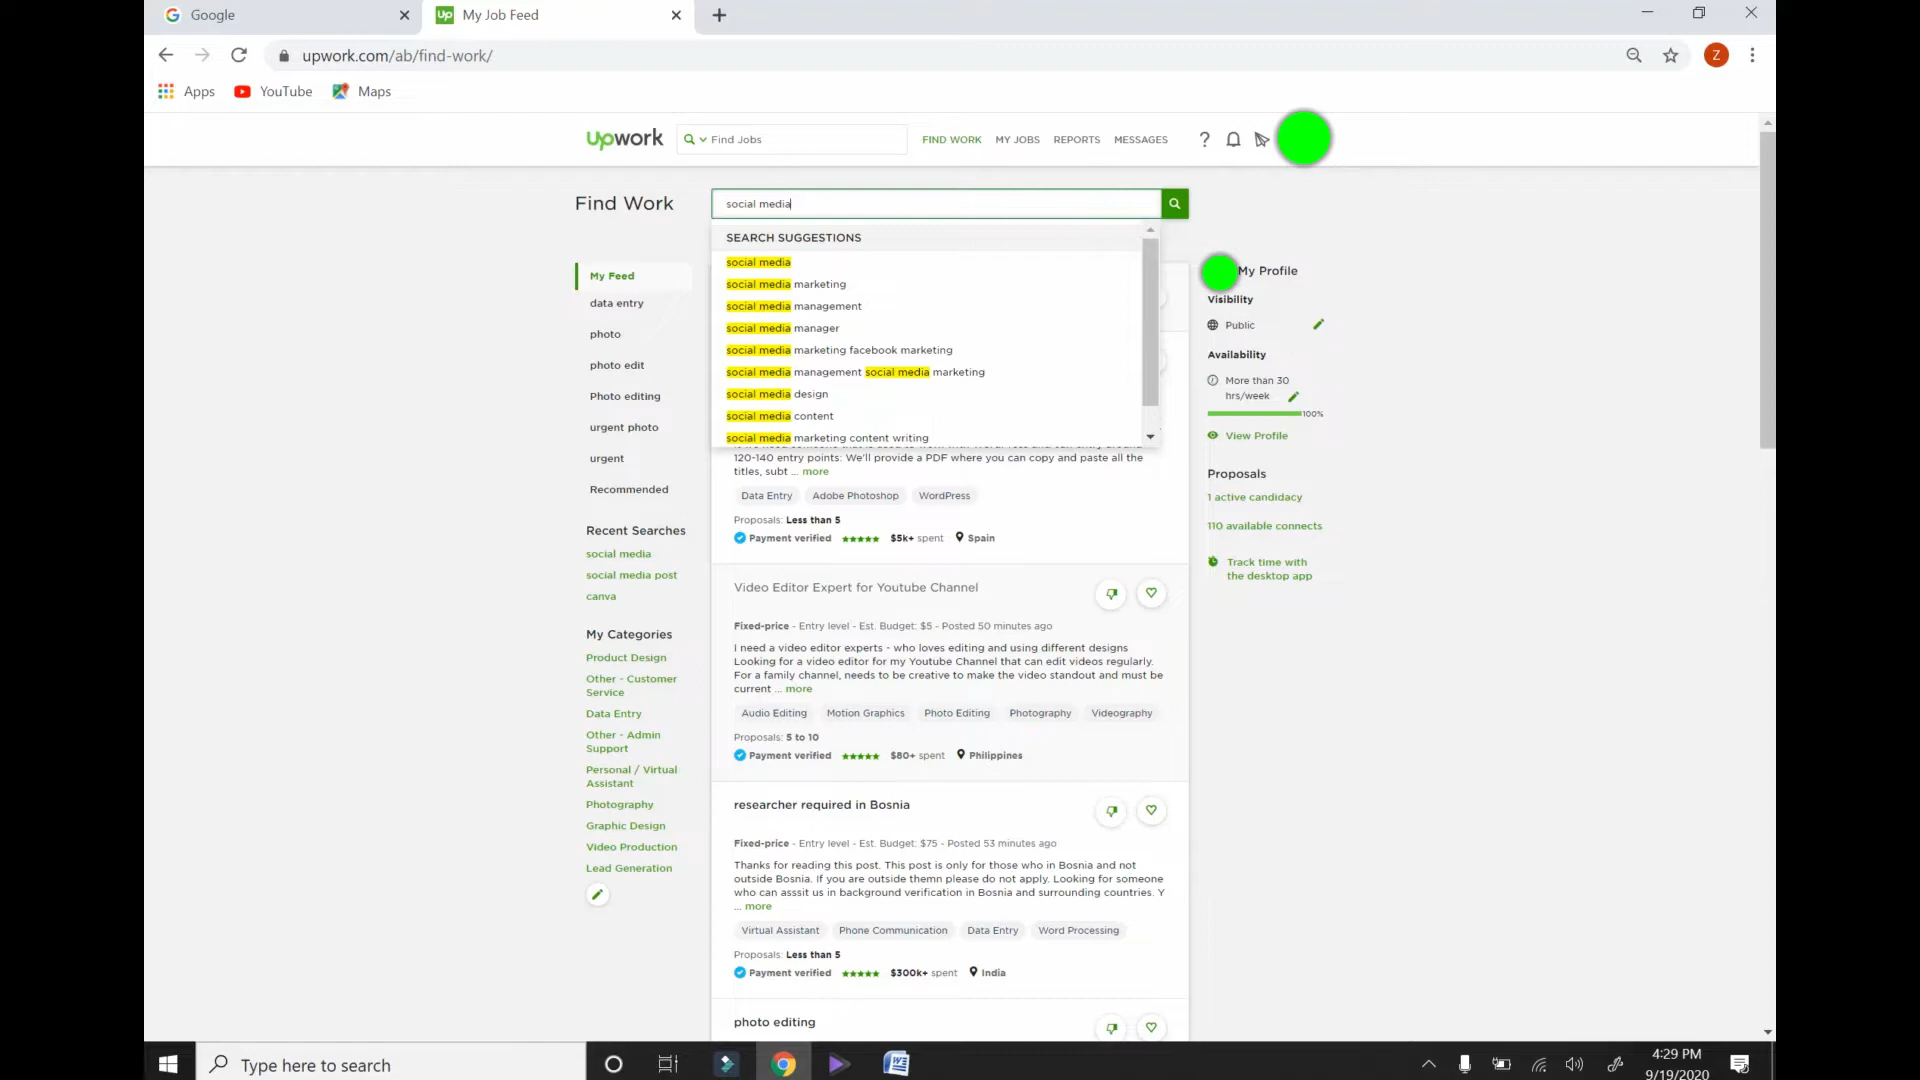 Google
up My Job Feed
upwork.com/ab/find-work/
Z
Apps YouTube Maps
upwork
Find Jobs
FIND WORK MY JOBS REPORTS MESSAGES
Find Work
social media
SEARCH SUGGESTIONS
social media
social media marketing
social media management
social media manager
social media marketing facebook marketing
social media management social media marketing
social media design
social media content
social media marketing content writing
My Feed
data entry
photo
photo edit
Photo editing
urgent photo
urgent
Recommended
Recent Searches
social media
social media post
canva
My Categories
Product Design
Other - Customer
Service
Data Entry
Other - Admin
Support
Personal / Virtual
Assistant
Photography
Graphic Design
Video Production
Lead Generation
120-140 entry points: We'll provide a PDF where you can copy and paste all the
titles, subt ... more
Data Entry Adobe Photoshop WordPress
Proposals: Less than 5
Payment verified $5k+ spent Spain
Video Editor Expert for Youtube Channel
Fixed-price - Entry level - Est. Budget: $5 - Posted 50 minutes ago
I need a video editor experts - who loves editing and using different designs
Looking for a video editor for my Youtube Channel that can edit videos regularly.
For a family channel, needs to be creative to make the video standout and must be
current ... more
Audio Editing Motion Graphics Photo Editing Photography Videography
Proposals: 5 to 10
Payment verified $80+ spent Philippines
researcher required in Bosnia
Fixed-price - Entry level - Est. Budget: $75 - Posted 53 minutes ago
Thanks for reading this post. This post is only for those who in Bosnia and not
outside Bosnia. If you are outside themn please do not apply. Looking for someone
who can asssit us in background verification in Bosnia and surrounding countries. Y
... more
Virtual Assistant Phone Communication Data Entry Word Processing
Proposals: Less than 5
Payment verified $300k+ spent India
photo editing
My Profile
Visibility
Public
Availability
More than 30
hrs/week
100%
View Profile
Proposals
1 active candidacy
110 available connects
Track time with
the desktop app
Type here to search
4:29 PM
9/19/2020